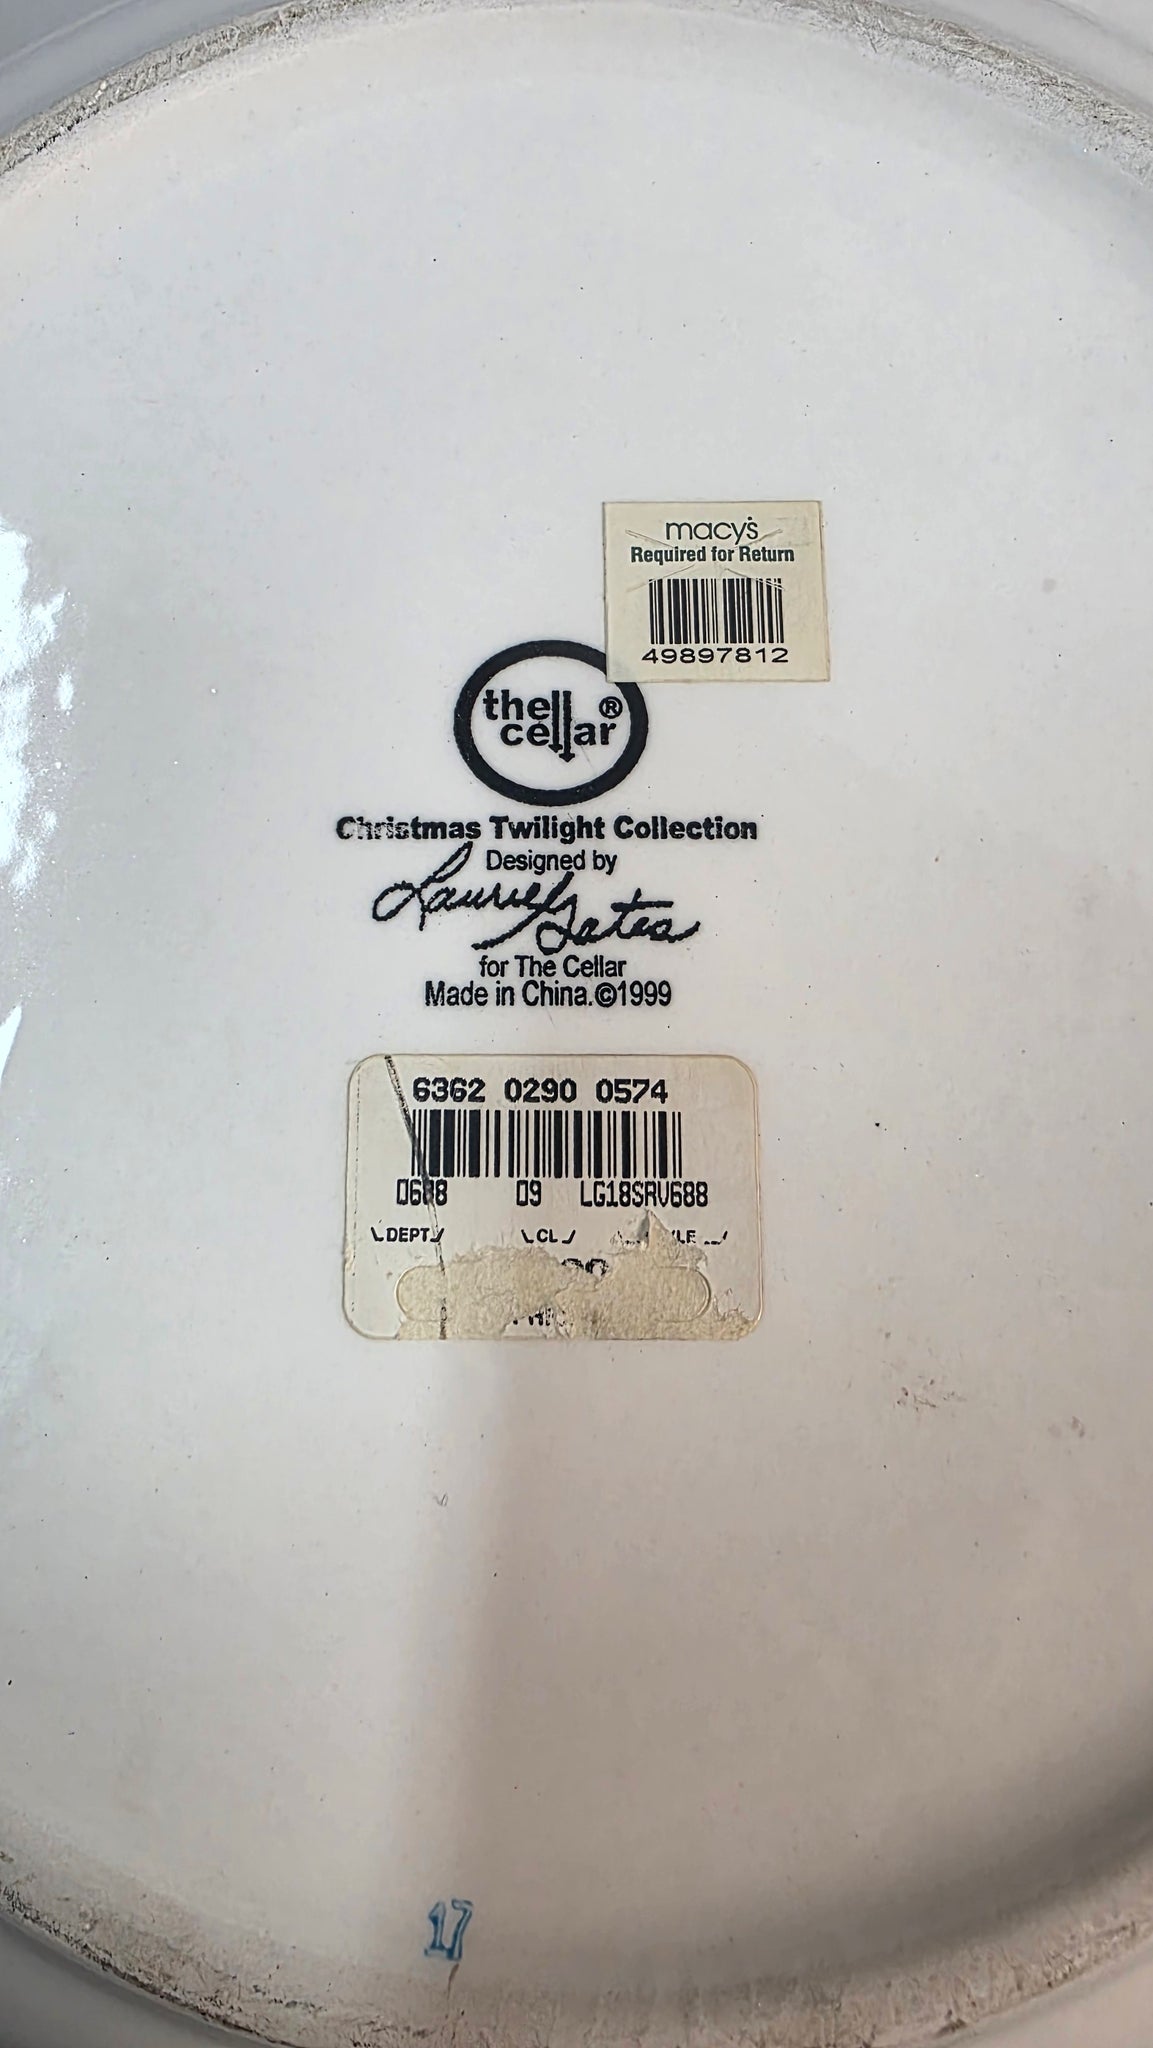 macy's
Required for Return
49897812
the
cellar®
Christmas Twilight Collection
Designed by
Laurie Gates
for The Cellar
Made in China.©1999
6362 0290 0574
0688 09 LG18SRV688
DEPT CL
17